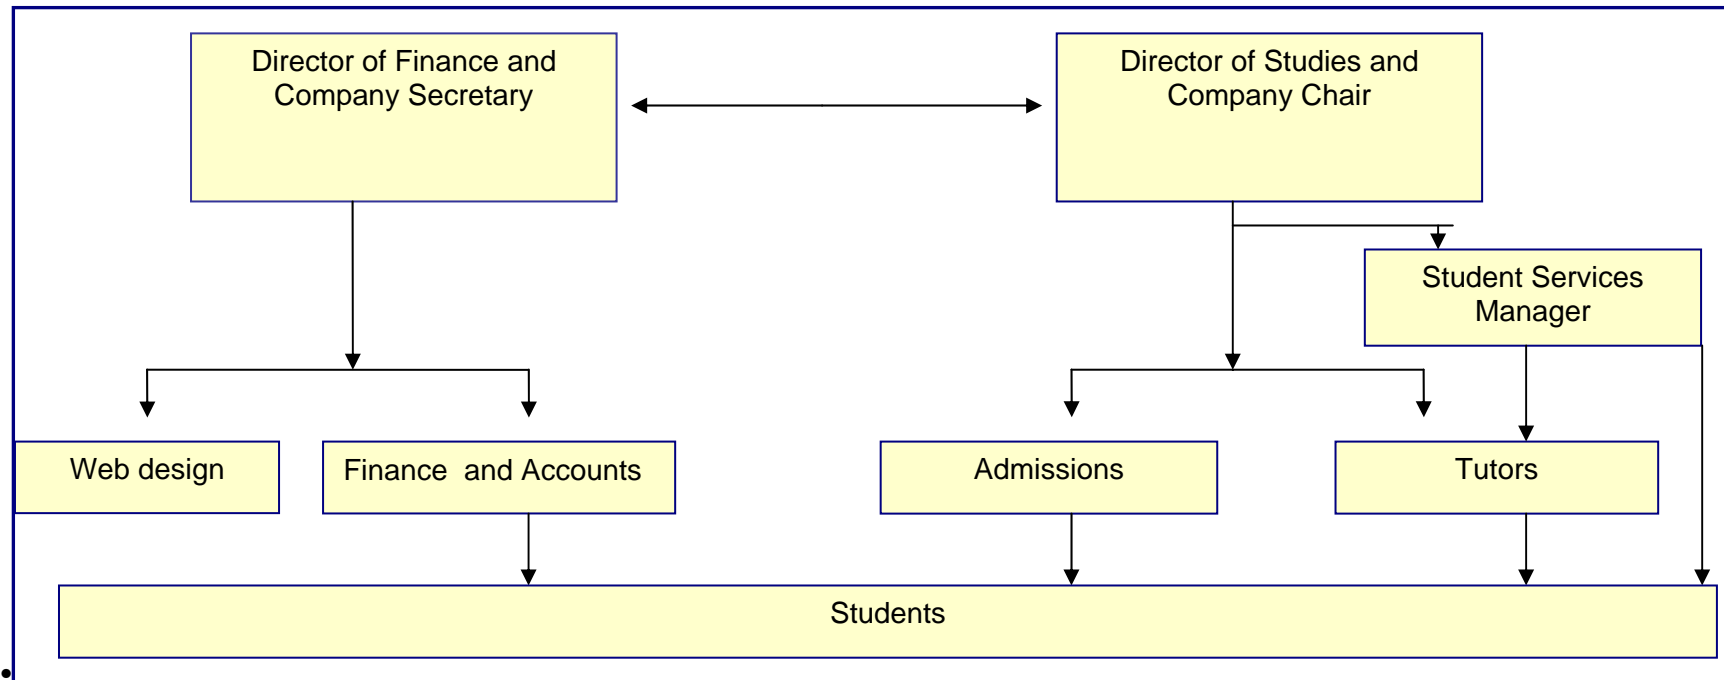 Director of Finance and
Company Secretary
Director of Studies and
Company Chair
Student Services
Manager
Web design
Finance  and Accounts
Admissions
Tutors
Students
•